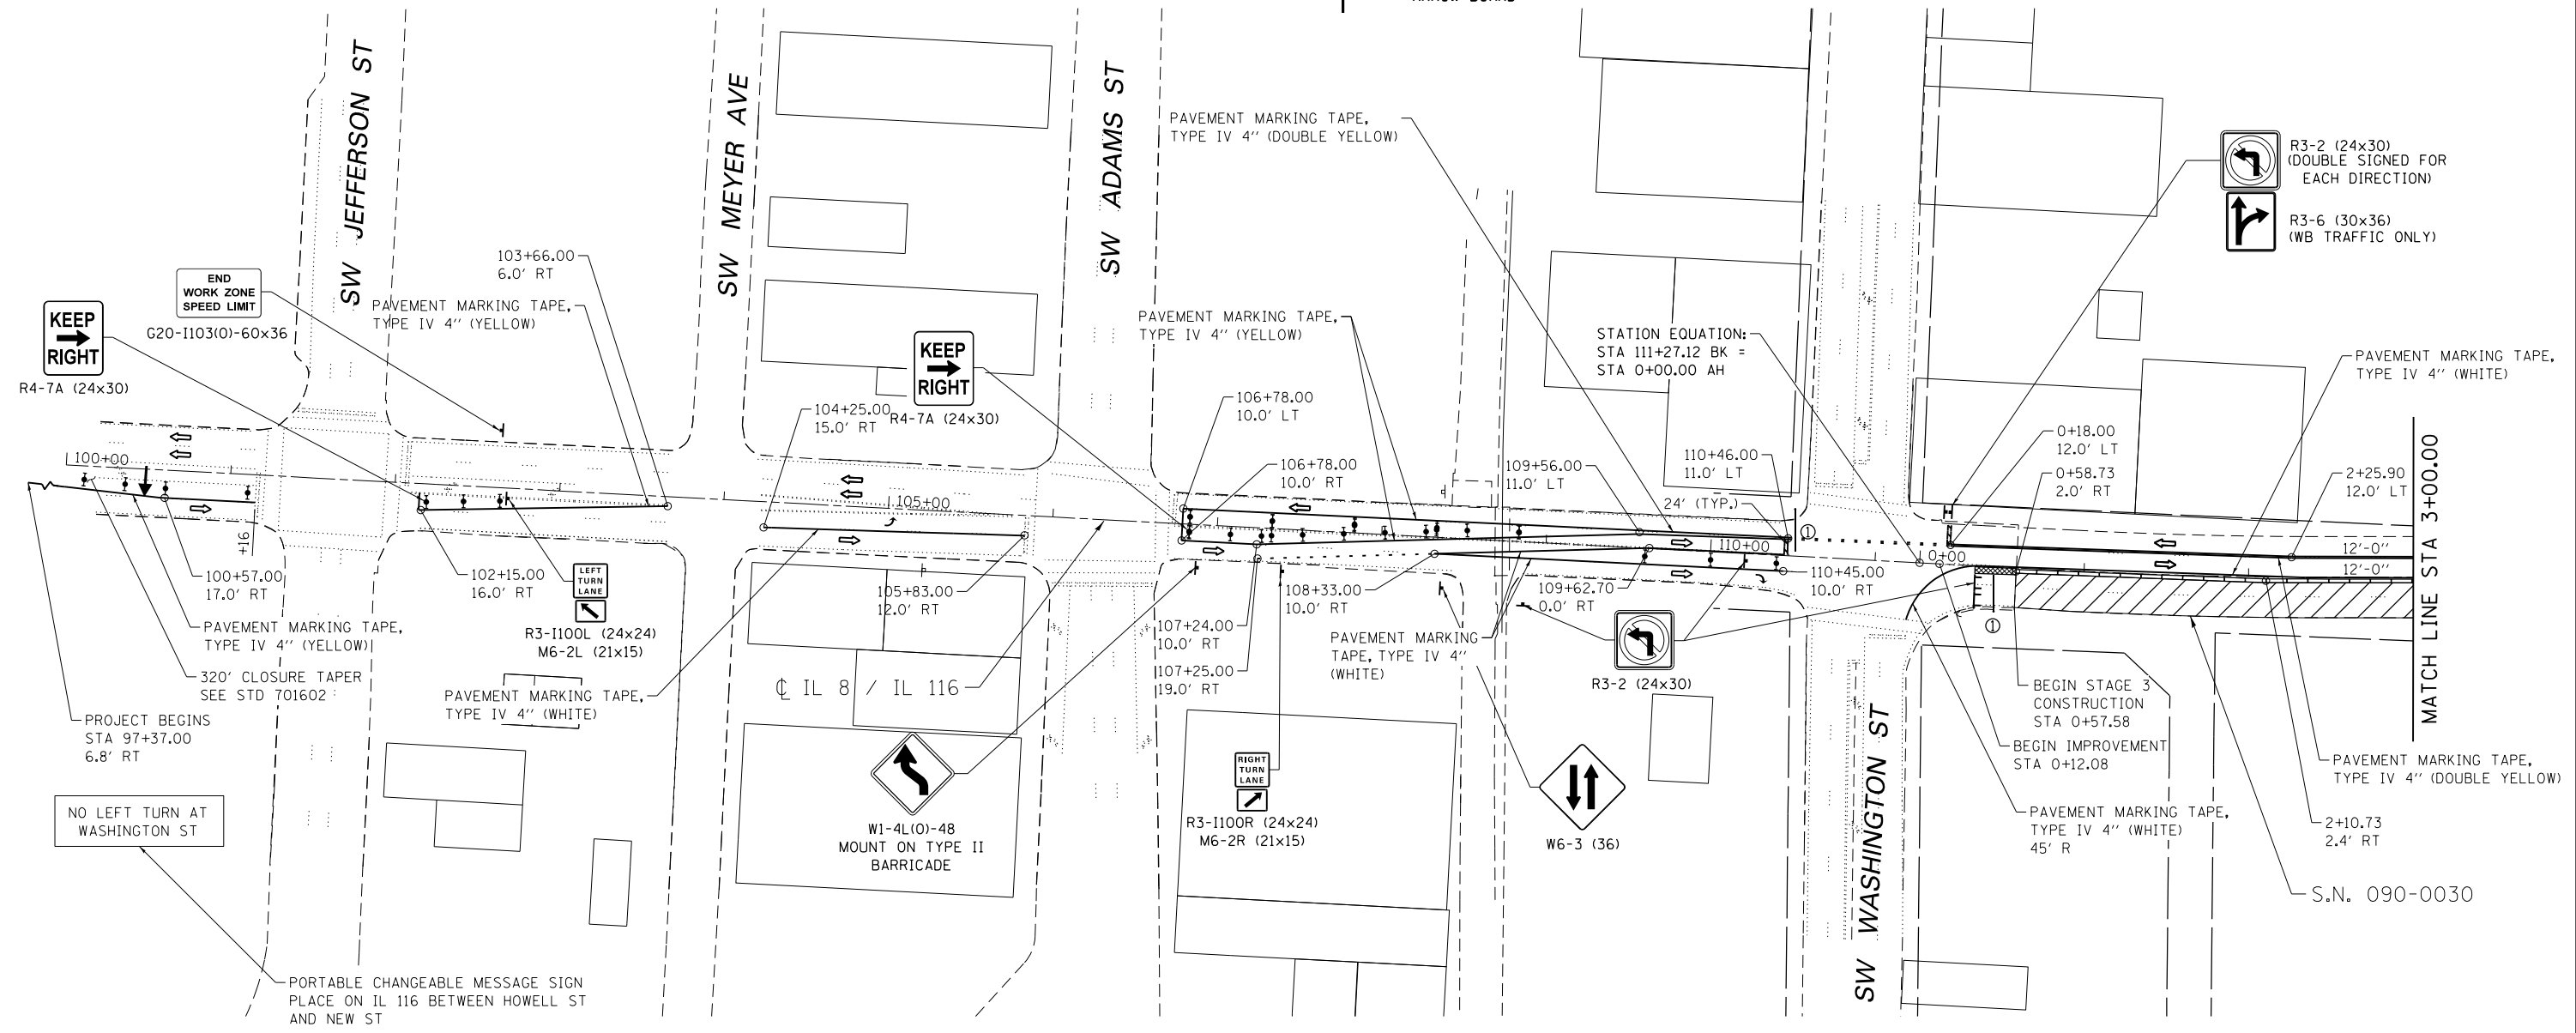 SW JEFFERSON ST
SW MEYER AVE
SW ADAMS ST
SW WASHINGTON ST
PAVEMENT MARKING TAPE,
TYPE IV 4'' (DOUBLE YELLOW)
R3-2 (24x30)
(DOUBLE SIGNED FOR
EACH DIRECTION)
R3-6 (30x36)
(WB TRAFFIC ONLY)
103+66.00
6.0' RT
END
WORK ZONE
SPEED LIMIT
G20-I103(O)-60x36
PAVEMENT MARKING TAPE,
TYPE IV 4'' (YELLOW)
KEEP
RIGHT
R4-7A (24x30)
KEEP
RIGHT
R4-7A (24x30)
PAVEMENT MARKING TAPE,
TYPE IV 4'' (YELLOW)
STATION EQUATION:
STA 111+27.12 BK =
STA 0+00.00 AH
PAVEMENT MARKING TAPE,
TYPE IV 4'' (WHITE)
104+25.00
15.0' RT
106+78.00
10.0' LT
106+78.00
10.0' RT
109+56.00
11.0' LT
110+46.00
11.0' LT
24' (TYP.)
0+18.00
12.0' LT
0+58.73
2.0' RT
2+25.90
12.0' LT
MATCH LINE STA 3+00.00
100+00
105+00
110+00
0+00
12'-0''
12'-0''
+16
1
1
100+57.00
17.0' RT
102+15.00
16.0' RT
LEFT
TURN
LANE
R3-I100L (24x24)
M6-2L (21x15)
105+83.00
12.0' RT
107+24.00
10.0' RT
107+25.00
19.0' RT
108+33.00
10.0' RT
109+62.70
0.0' RT
110+45.00
10.0' RT
PAVEMENT MARKING TAPE,
TYPE IV 4'' (YELLOW)
320' CLOSURE TAPER
SEE STD 701602
PROJECT BEGINS
STA 97+37.00
6.8' RT
PAVEMENT MARKING TAPE,
TYPE IV 4'' (WHITE)
℄ IL 8 / IL 116
PAVEMENT MARKING
TAPE, TYPE IV 4''
(WHITE)
R3-2 (24x30)
BEGIN STAGE 3
CONSTRUCTION
STA 0+57.58
BEGIN IMPROVEMENT
STA 0+12.08
PAVEMENT MARKING TAPE,
TYPE IV 4'' (DOUBLE YELLOW)
NO LEFT TURN AT
WASHINGTON ST
W1-4L(O)-48
MOUNT ON TYPE II
BARRICADE
RIGHT
TURN
LANE
R3-I100R (24x24)
M6-2R (21x15)
W6-3 (36)
PAVEMENT MARKING TAPE,
TYPE IV 4'' (WHITE)
45' R
2+10.73
2.4' RT
S.N. 090-0030
PORTABLE CHANGEABLE MESSAGE SIGN
PLACE ON IL 116 BETWEEN HOWELL ST
AND NEW ST